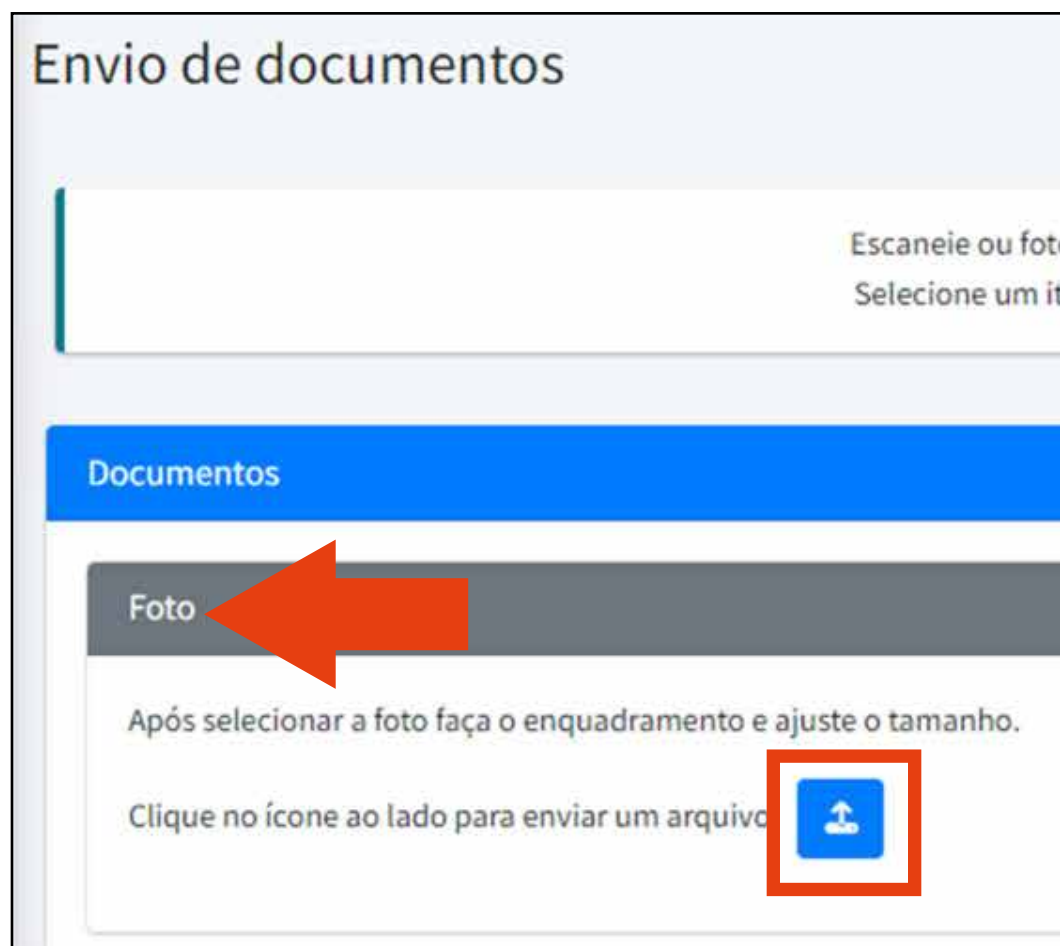 Envio de documentos
Escaneie ou fot
Selecione um it
Documentos
Foto
Após selecionar a foto faça o enquadramento e ajuste o tamanho.
Clique no ícone ao lado para enviar um arquivo